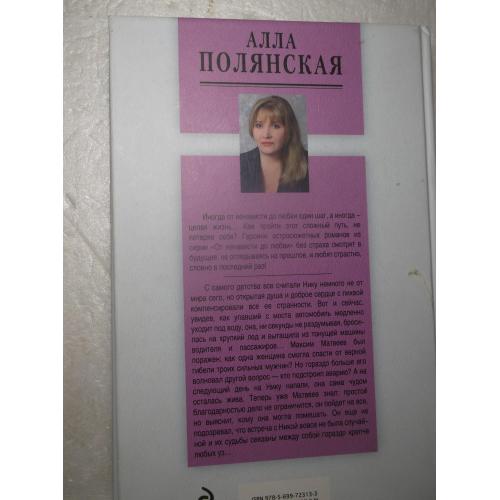 АЛЛА
ПОЛЯНСКАЯ
Иногда от ненависти до любви один шаг, а иногда –
целая жизнь... Как пройти этот сложный путь, не
потеряв себя? Героини остросюжетных романов из
серии «От ненависти до любви» без страха смотрят в
будущее, не оглядываясь на прошлое, и любят страстно,
словно в последний раз!
С самого детства все считали Нику немного не от
мира сего, но открытая душа и доброе сердце с лихвой
компенсировали все ее странности. Вот и сейчас,
увидев, как упавший с моста автомобиль медленно
уходит под воду, она, ни секунды не раздумывая, броси-
лась на хрупкий лед и вытащила из тонущей машины
водителя и пассажиров... Максим Матвеев был
поражен: как одна женщина смогла спасти от верной
гибели троих сильных мужчин? Но гораздо больше его
волновал другой вопрос — кто подстроил аварию? А на
следующий день на Нику напали, она сама чудом
осталась жива. Теперь уже Матвеев знал: простой
благодарностью дело не ограничится, он пойдет на все,
но выяснит, кому она могла помешать. Он еще не
подозревал, что встреча с Никой вовсе не была случай-
ной и их судьбы связаны между собой гораздо крепче
любых уз...
ISBN 978-5-699-72313-3